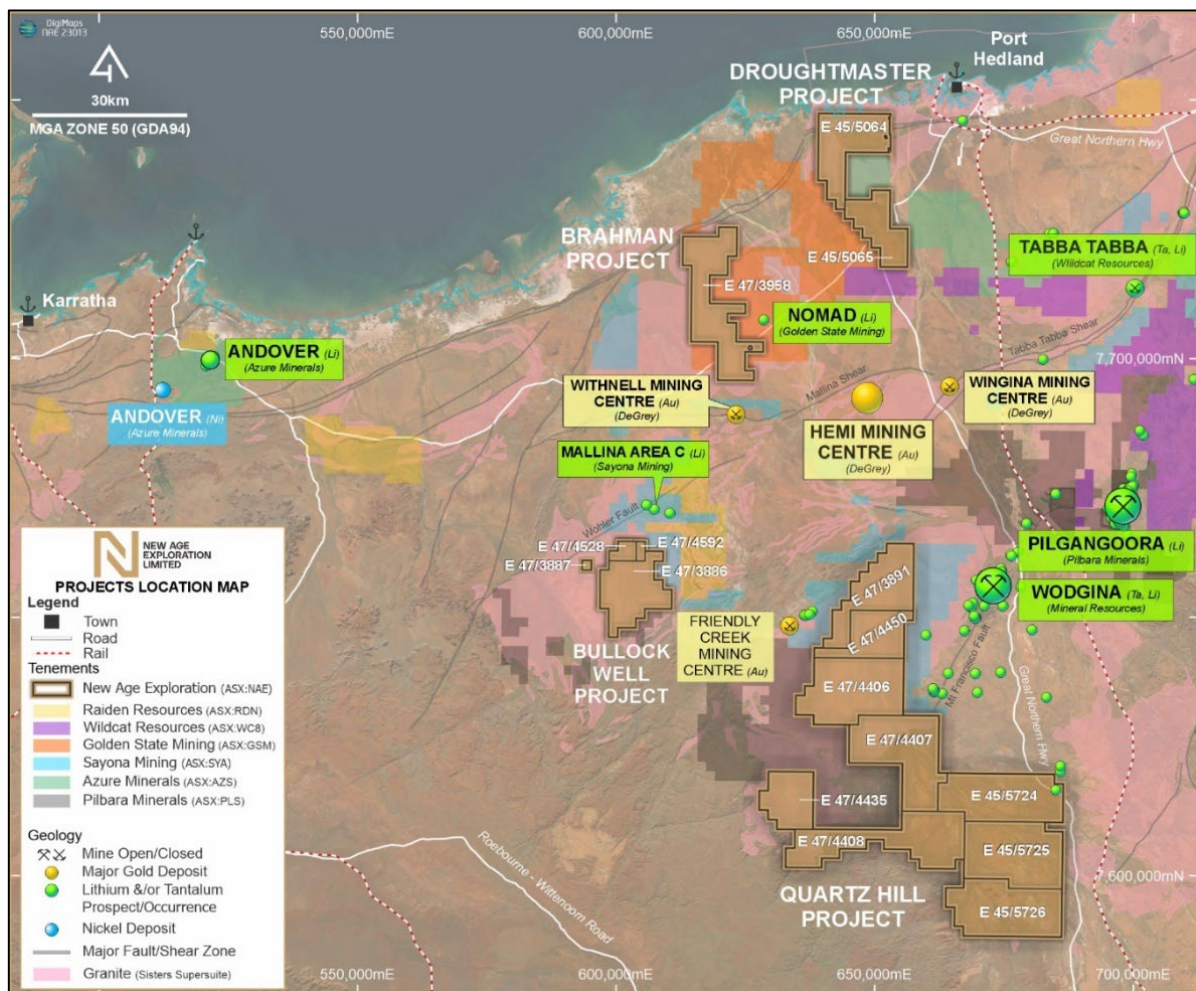 DigiMaps
NAE 23013
550,000mE
600,000mE
650,000mE
Port
Hedland
30km
MGA ZONE 50 (GDA94)
DROUGHTMASTER
PROJECT
E 45/5064
Great Northern Hwy
BRAHMAN
PROJECT
E 45/5065
TABBA TABBA (Ta, Li)
(Wildcat Resources)
E 47/3958
Karratha
NOMAD (Li)
(Golden State Mining)
Tabba Tabba Shear
ANDOVER (Li)
(Azure Minerals)
7,700,000mN
ANDOVER (Ni)
(Azure Minerals)
WITHNELL MINING
CENTRE (Au)
(DeGrey)
Mallina Shear
WINGINA MINING
CENTRE (Au)
(DeGrey)
HEMI MINING
CENTRE (Au)
(DeGrey)
MALLINA AREA C (Li)
(Sayona Mining)
Wohler Fault
E 47/4528
E 47/4592
E 47/3887
E 47/3886
PILGANGOORA (Li)
(Pilbara Minerals)
WODGINA (Ta, Li)
(Mineral Resources)
E 47/3891
E 47/4450
FRIENDLY
CREEK
MINING
CENTRE (Au)
BULLOCK
WELL
PROJECT
Mt Francisco Fault
Great Northern Hwy
E 47/4406
E 47/4407
E 47/4435
E 45/5724
E 47/4408
E 45/5725
E 45/5726
QUARTZ HILL
PROJECT
7,600,000mN
Roebourne - Wittenoom Road
550,000mE
600,000mE
650,000mE
700,000mE
N
NEW AGE
EXPLORATION
LIMITED
PROJECTS LOCATION MAP
Legend
Town
Road
Rail
Tenements
New Age Exploration (ASX:NAE)
Raiden Resources (ASX:RDN)
Wildcat Resources (ASX:WC8)
Golden State Mining (ASX:GSM)
Sayona Mining (ASX:SYA)
Azure Minerals (ASX:AZS)
Pilbara Minerals (ASX:PLS)
Geology
Mine Open/Closed
Major Gold Deposit
Lithium &/or Tantalum
Prospect/Occurrence
Nickel Deposit
Major Fault/Shear Zone
Granite (Sisters Supersuite)